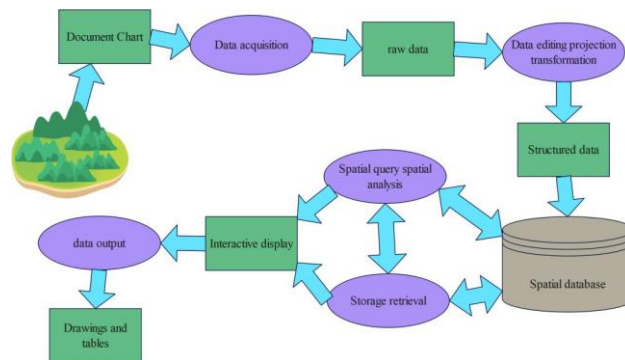 Document Chart
Data acquisition
raw data
Data editing projection
transformation
Structured data
Spatial query spatial
analysis
Interactive display
data output
Storage retrieval
Spatial database
Drawings and
tables